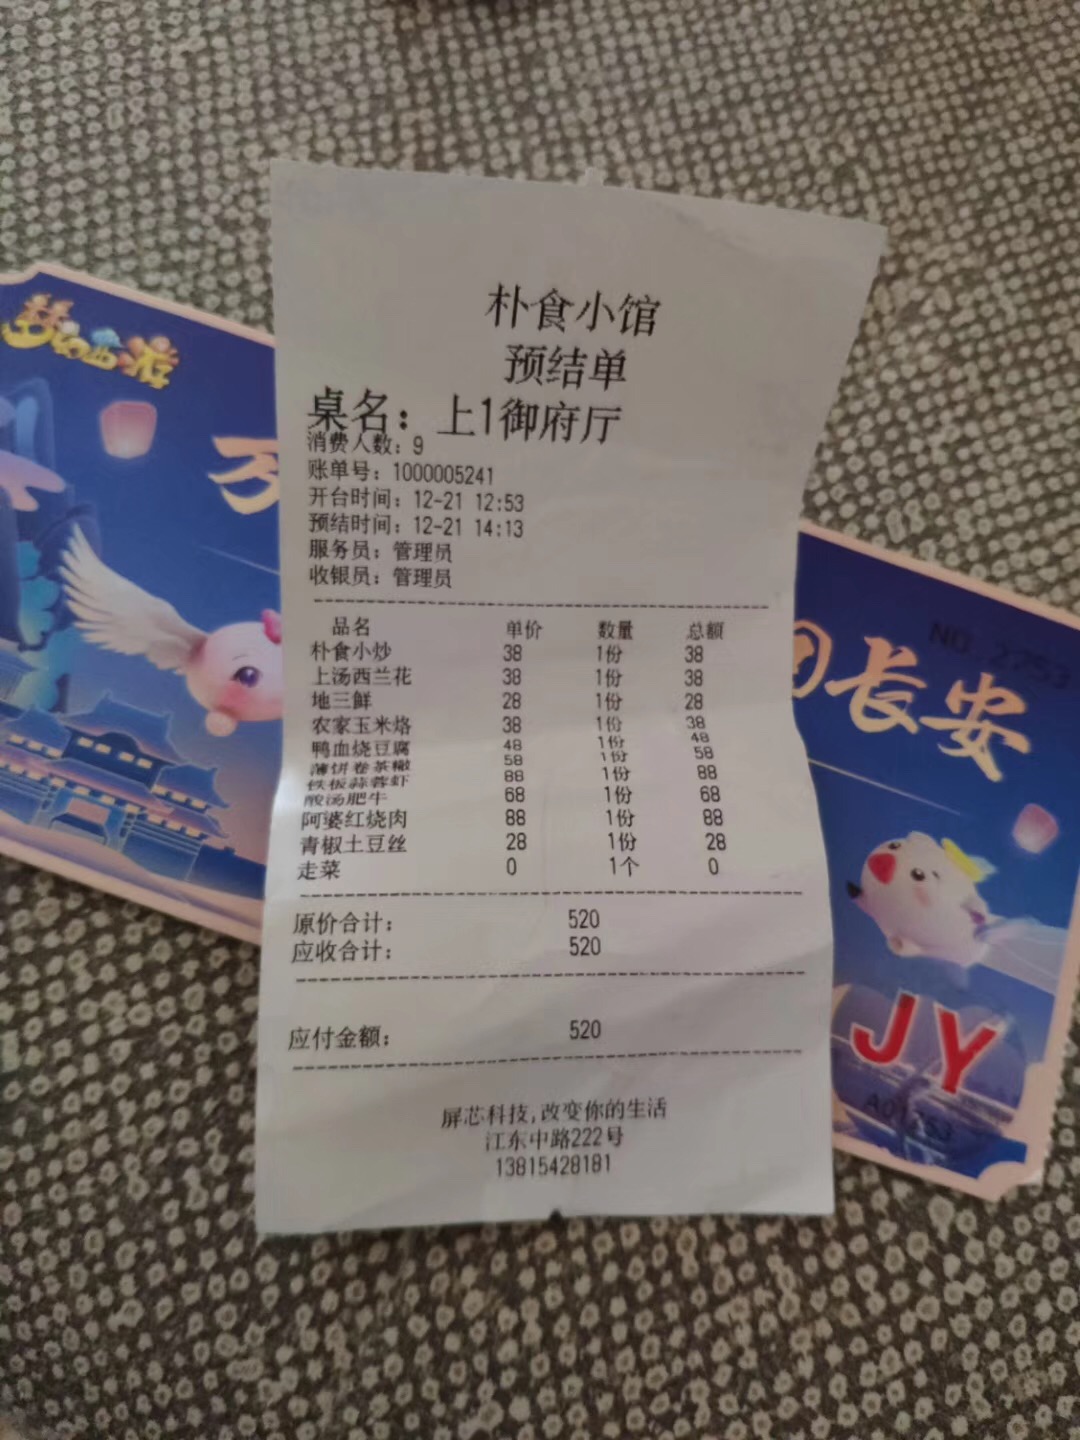 朴食小馆
预结单
桌名：上1御府厅
消费人数：9
账单号：1000005241
开台时间：12-21 12:53
预结时间：12-21 14:13
服务员：管理员
收银员：管理员
品名 单价 数量 总额
朴食小炒 38 1份 38
上汤西兰花 38 1份 38
地三鲜 28 1份 28
农家玉米烙 38 1份 38
鸭血烧豆腐 48 1份 48
薄饼卷茶橄 58 1份 58
铁板蒜蓉虾 88 1份 88
酸汤肥牛 68 1份 68
阿婆红烧肉 88 1份 88
青椒土豆丝 28 1份 28
走菜 0 1个 0
原价合计： 520
应收合计： 520
应付金额： 520
屏芯科技,改变你的生活
江东中路222号
13815428181
梦幻西游
长安
NO. 2253
JY